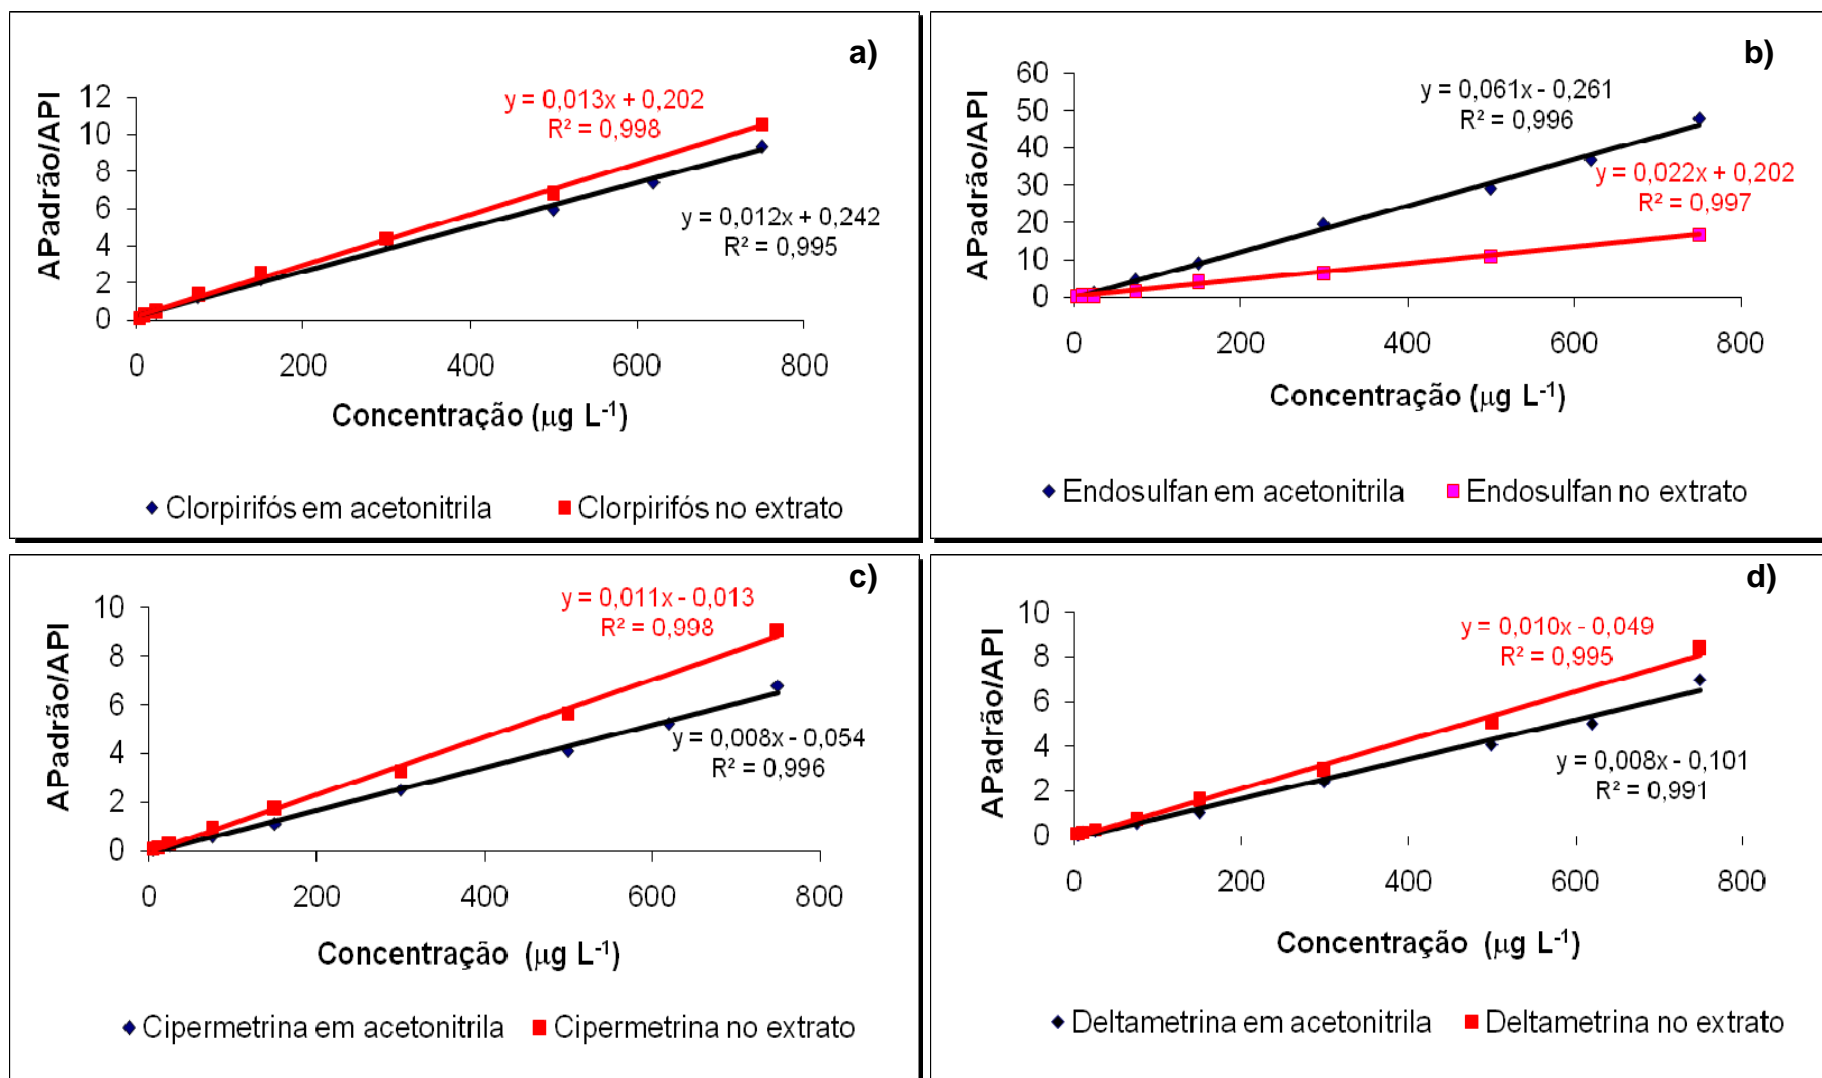 a)
APadrão/API
12
10
8
6
4
2
0
y = 0,013x + 0,202
R² = 0,998
y = 0,012x + 0,242
R² = 0,995
0 200 400 600 800
Concentração (µg L⁻¹)
Clorpirifós em acetonitrila Clorpirifós no extrato
b)
APadrão/API
60
50
40
30
20
10
0
y = 0,061x - 0,261
R² = 0,996
y = 0,022x + 0,202
R² = 0,997
0 200 400 600 800
Concentração (µg L⁻¹)
Endosulfan em acetonitrila Endosulfan no extrato
c)
APadrão/API
10
8
6
4
2
0
y = 0,011x - 0,013
R² = 0,998
y = 0,008x - 0,054
R² = 0,996
0 200 400 600 800
Concentração (µg L⁻¹)
Cipermetrina em acetonitrila Cipermetrina no extrato
d)
APadrão/API
10
8
6
4
2
0
y = 0,010x - 0,049
R² = 0,995
y = 0,008x - 0,101
R² = 0,991
0 200 400 600 800
Concentração (µg L⁻¹)
Deltametrina em acetonitrila Deltametrina no extrato